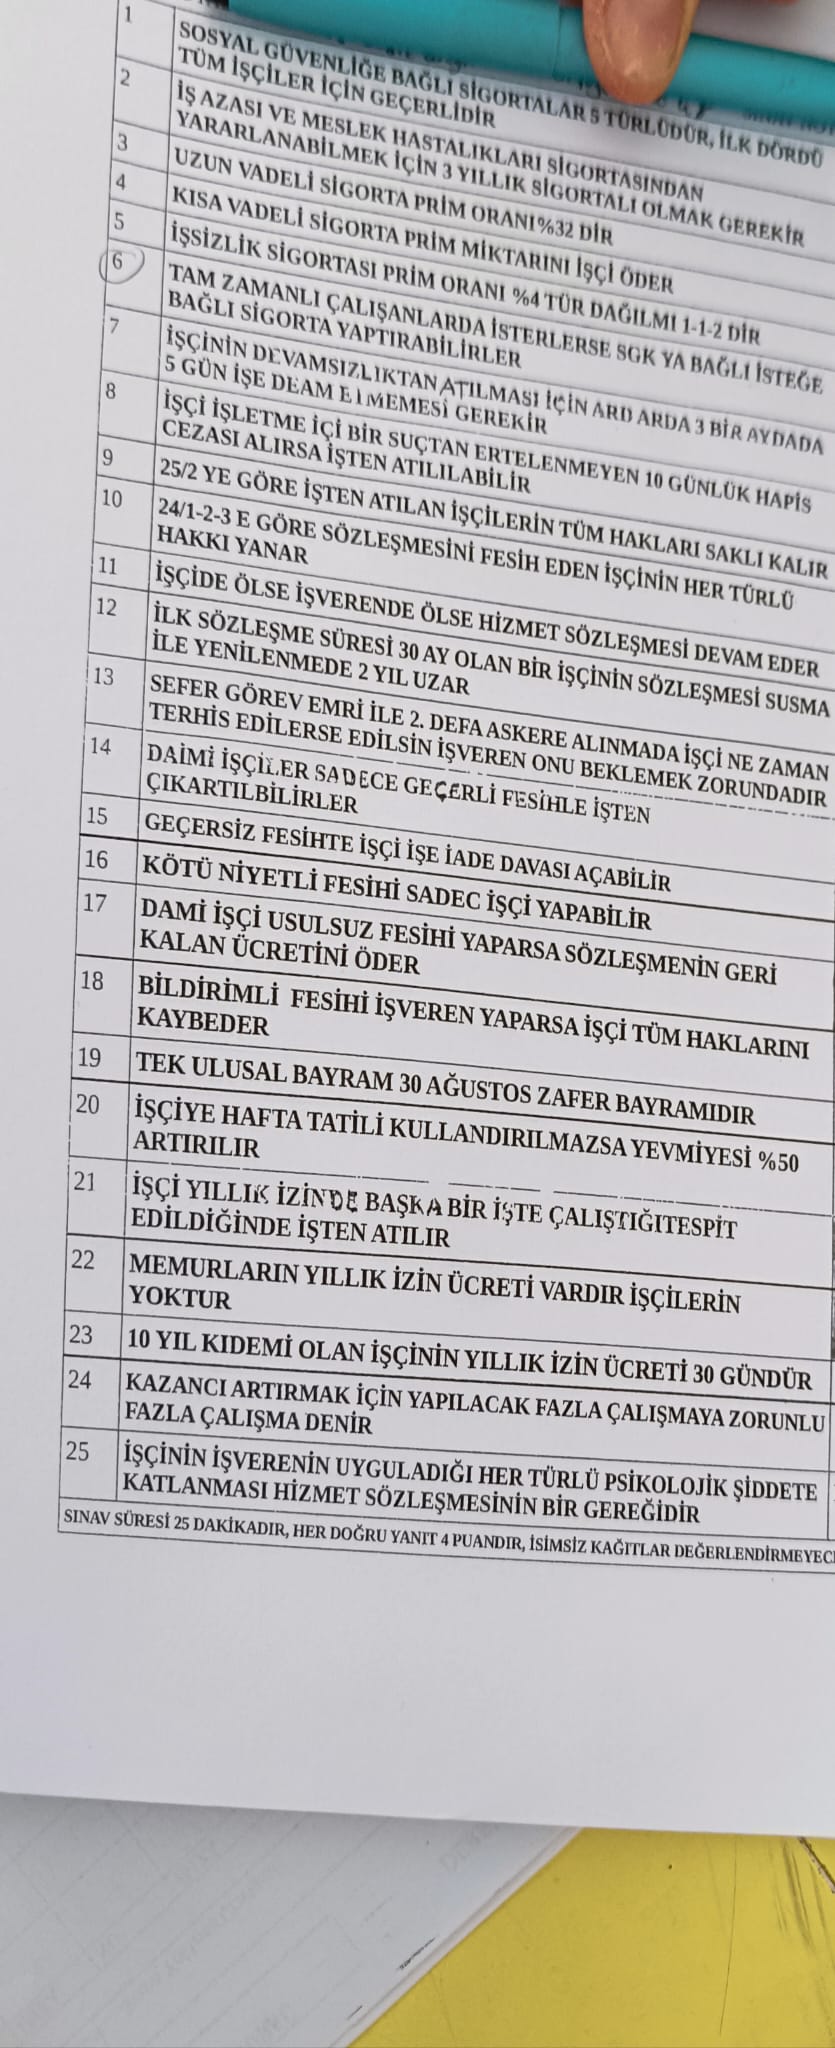 1
SOSYAL GÜVENLİĞE BAĞLI SİGORTALAR 5 TÜRLÜDÜR, İLK DÖRDÜ
TÜM İŞÇİLER İÇİN GEÇERLİDİR
2
İŞ AZASI VE MESLEK HASTALIKLARI SİGORTASINDAN
YARARLANABİLMEK İÇİN 3 YILLIK SİGORTALI OLMAK GEREKİR
3
UZUN VADELİ SİGORTA PRİM ORANI %32 DİR
4
KISA VADELİ SİGORTA PRİM MİKTARINI İŞÇİ ÖDER
5
İŞSİZLİK SİGORTASI PRİM ORANI %4 TÜR DAĞILMI 1-1-2 DİR
6
TAM ZAMANLI ÇALIŞANLARDA İSTERLERSE SGK YA BAĞLI İSTEĞE
BAĞLI SİGORTA YAPTIRABİLİRLER
7
İŞÇİNİN DEVAMSIZLIKTAN ATILMASI İÇİN ARD ARDA 3 BİR AYDADA
5 GÜN İŞE DEAM ETMEMESİ GEREKİR
8
İŞÇİ İŞLETME İÇİ BİR SUÇTAN ERTELENMEYEN 10 GÜNLÜK HAPİS
CEZASI ALIRSA İŞTEN ATILILABİLİR
9
25/2 YE GÖRE İŞTEN ATILAN İŞÇİLERİN TÜM HAKLARI SAKLI KALIR
10
24/1-2-3 E GÖRE SÖZLEŞMESİNİ FESİH EDEN İŞÇİNİN HER TÜRLÜ
HAKKI YANAR
11
İŞÇİDE ÖLSE İŞVERENDE ÖLSE HİZMET SÖZLEŞMESİ DEVAM EDER
12
İLK SÖZLEŞME SÜRESİ 30 AY OLAN BİR İŞÇİNİN SÖZLEŞMESİ SUSMA
İLE YENİLENMEDE 2 YIL UZAR
13
SEFER GÖREV EMRİ İLE 2. DEFA ASKERE ALINMADA İŞÇİ NE ZAMAN
TERHİS EDİLERSE EDİLSİN İŞVEREN ONU BEKLEMEK ZORUNDADIR
14
DAİMİ İŞÇİLER SADECE GEÇERLİ FESİHLE İŞTEN
ÇIKARTILBİLİRLER
15
GEÇERSİZ FESİHTE İŞÇİ İŞE İADE DAVASI AÇABİLİR
16
KÖTÜ NİYETLİ FESİHİ SADEC İŞÇİ YAPABİLİR
17
DAMİ İŞÇİ USULSUZ FESİHİ YAPARSA SÖZLEŞMENİN GERİ
KALAN ÜCRETİNİ ÖDER
18
BİLDİRİMLİ FESİHİ İŞVEREN YAPARSA İŞÇİ TÜM HAKLARINI
KAYBEDER
19
TEK ULUSAL BAYRAM 30 AĞUSTOS ZAFER BAYRAMIDIR
20
İŞÇİYE HAFTA TATİLİ KULLANDIRILMAZSA YEVMİYESİ %50
ARTIRILIR
21
İŞÇİ YILLIK İZİNDE BAŞKA BİR İŞTE ÇALIŞTIĞITESPİT
EDİLDİĞİNDE İŞTEN ATILIR
22
MEMURLARIN YILLIK İZİN ÜCRETİ VARDIR İŞÇİLERİN
YOKTUR
23
10 YIL KIDEMİ OLAN İŞÇİNİN YILLIK İZİN ÜCRETİ 30 GÜNDÜR
24
KAZANCI ARTIRMAK İÇİN YAPILACAK FAZLA ÇALIŞMAYA ZORUNLU
FAZLA ÇALIŞMA DENİR
25
İŞÇİNİN İŞVERENİN UYGULADIĞI HER TÜRLÜ PSİKOLOJİK ŞİDDETE
KATLANMASI HİZMET SÖZLEŞMESİNİN BİR GEREĞİDİR
SINAV SÜRESİ 25 DAKİKADIR, HER DOĞRU YANIT 4 PUANDIR, İSİMSİZ KAĞITLAR DEĞERLENDİRMEYECE